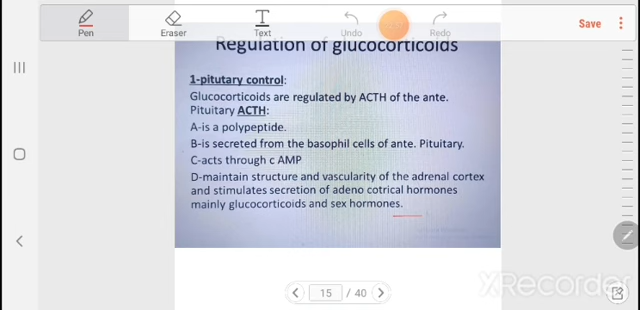 Pen
Eraser
Text
Undo
Redo
Save
Regulation of glucocorticoids
1-pitutary control:
Glucocorticoids are regulated by ACTH of the ante.
Pituitary ACTH:
A-is a polypeptide.
B-is secreted from the basophil cells of ante. Pituitary.
C-acts through c AMP
D-maintain structure and vascularity of the adrenal cortex
and stimulates secretion of adeno cotrical hormones
mainly glucocorticoids and sex hormones.
15 / 40
XRecorder